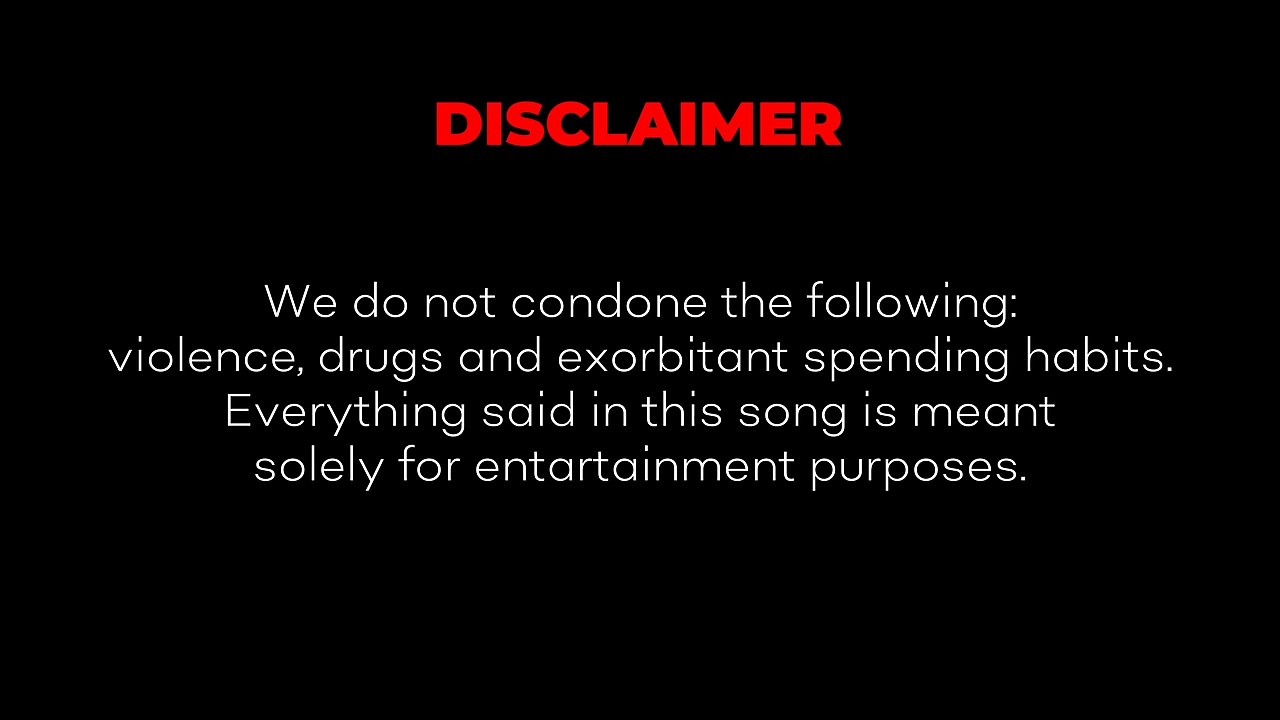 DISCLAIMER
We do not condone the following:
violence, drugs and exorbitant spending habits.
Everything said in this song is meant
solely for entartainment purposes.